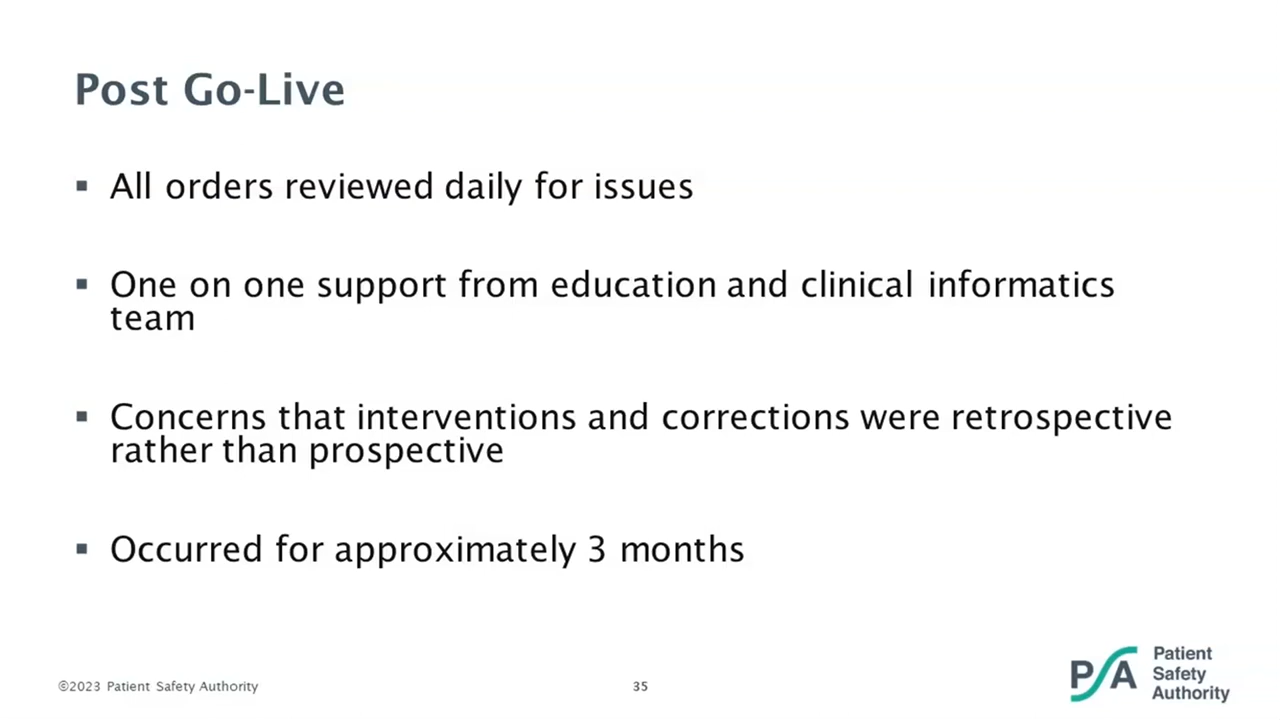 Post Go-Live
▪ All orders reviewed daily for issues
▪ One on one support from education and clinical informatics
team
▪ Concerns that interventions and corrections were retrospective
rather than prospective
▪ Occurred for approximately 3 months
©2023 Patient Safety Authority
35
PSA
Patient
Safety
Authority